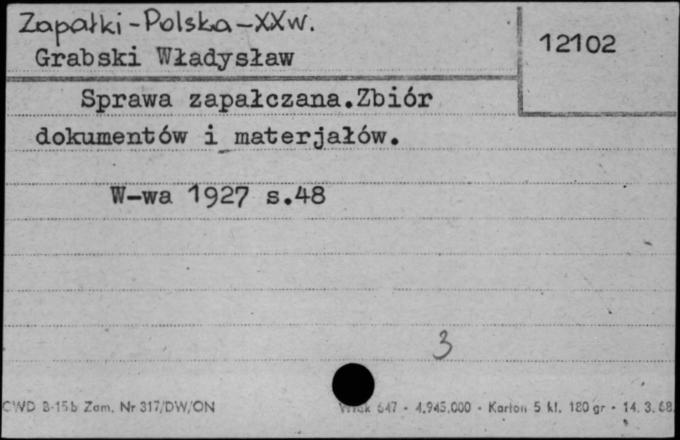 Zapałki-Polska-XXw.
Grabski Władysław
12102
Sprawa zapałczana.Zbiór
dokumentów i materjałów.
W-wa 1927 s.48
3
CWD B-15b Zam. Nr 317/DW/ON
647 - 4.945.000 - Karton 5 kl. 180 gr - 14. 3. 68.